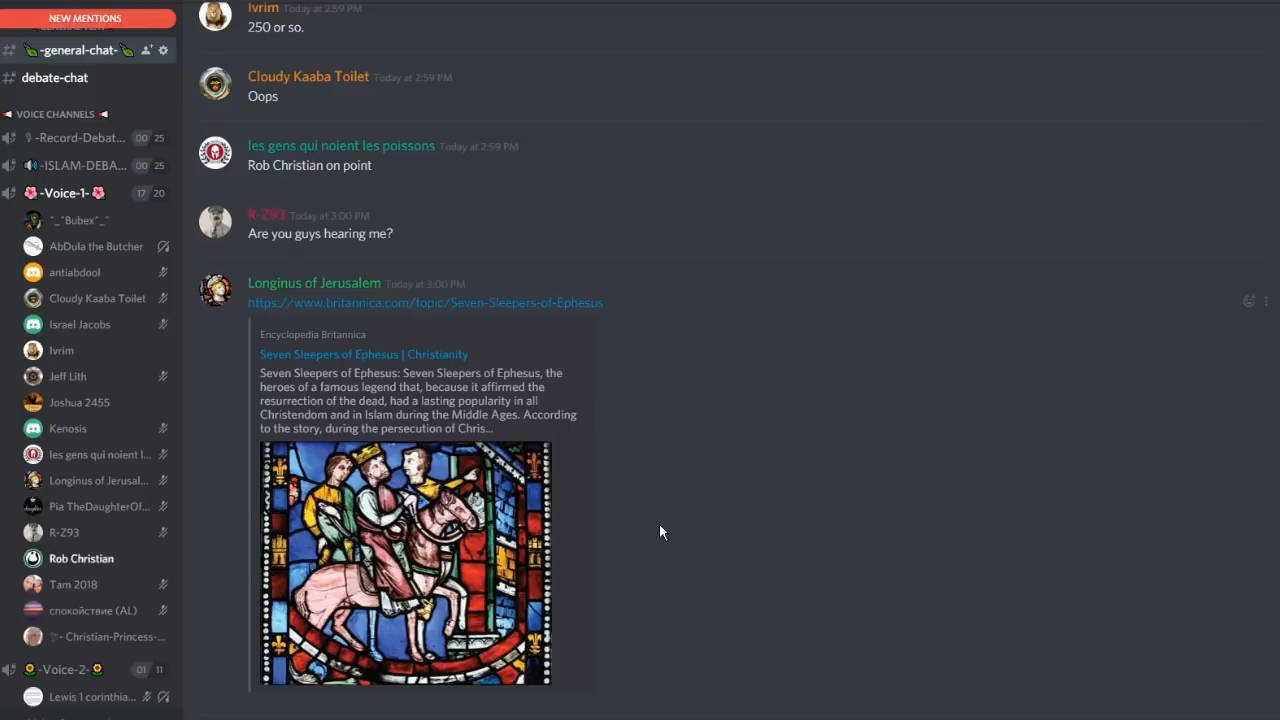 NEW MENTIONS
-general-chat-
debate-chat
VOICE CHANNELS
-Record-Debat... 00 25
-ISLAM-DEBA... 00 25
-Voice-1- 17 20
^_^Bubex^_^
AbDula the Butcher
antiabdool
Cloudy Kaaba Toilet
Israel Jacobs
Ivrim
Jeff Lith
Joshua 2455
Kenosis
les gens qui noient l...
Longinus of Jerusal...
Pia TheDaughterOf...
R-Z93
Rob Christian
Tam 2018
спокойствие (AL)
- Christian-Princess-...
-Voice-2- 01 11
Lewis 1 corinthia...
Ivrim Today at 2:59 PM
250 or so.
Cloudy Kaaba Toilet Today at 2:59 PM
Oops
les gens qui noient les poissons Today at 2:59 PM
Rob Christian on point
R-Z93 Today at 3:00 PM
Are you guys hearing me?
Longinus of Jerusalem Today at 3:00 PM
https://www.britannica.com/topic/Seven-Sleepers-of-Ephesus
Encyclopedia Britannica
Seven Sleepers of Ephesus | Christianity
Seven Sleepers of Ephesus: Seven Sleepers of Ephesus, the
heroes of a famous legend that, because it affirmed the
resurrection of the dead, had a lasting popularity in all
Christendom and in Islam during the Middle Ages. According
to the story, during the persecution of Chris...